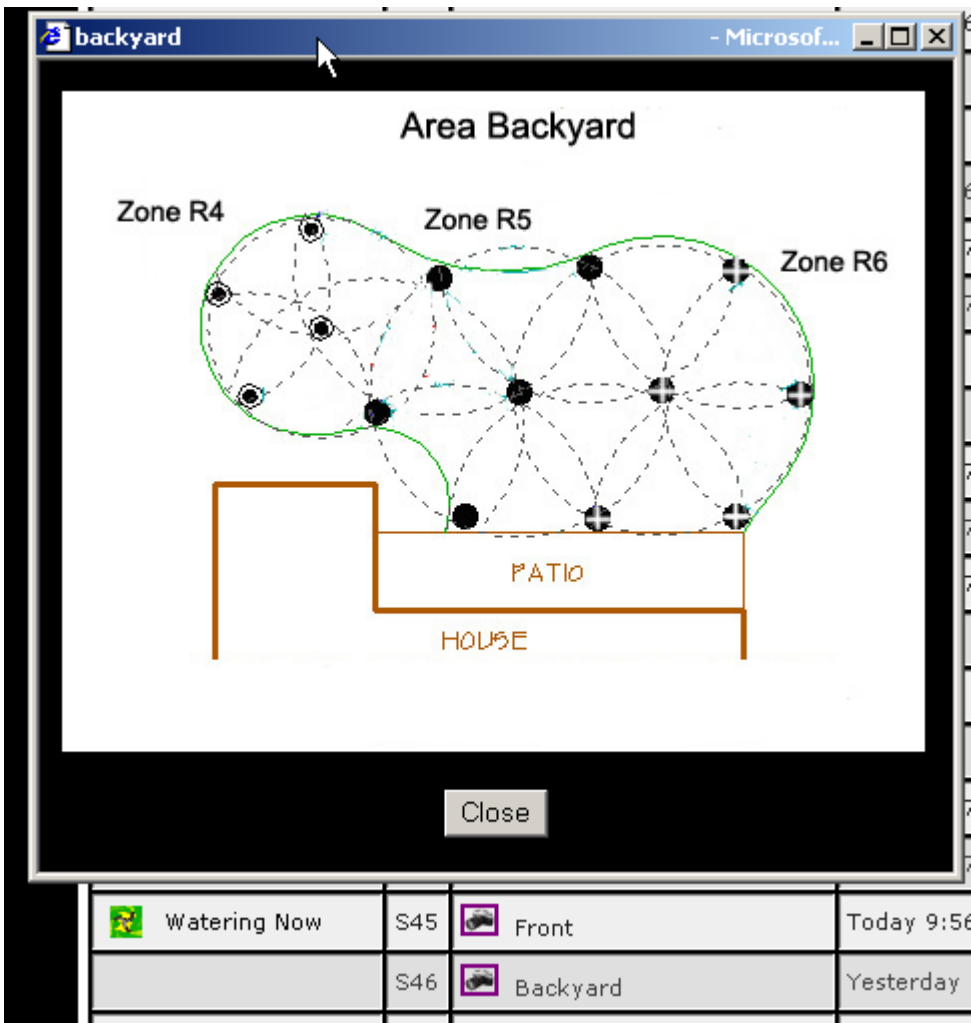 backyard - Microsof...
Area Backyard
Zone R4
Zone R5
Zone R6
PATIO
HOUSE
Close
Watering Now S45 Front Today 9:56
S46 Backyard Yesterday